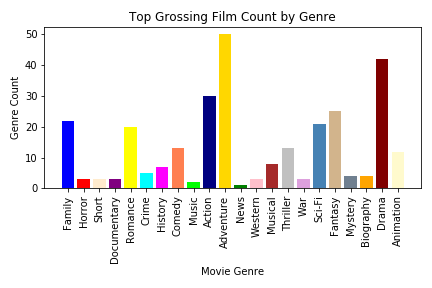 Top Grossing Film Count by Genre
Genre Count
50
40
30
20
10
0
Family
Horror
Short
Documentary
Romance
Crime
History
Comedy
Music
Action
Adventure
News
Western
Musical
Thriller
War
Sci-Fi
Fantasy
Mystery
Biography
Drama
Animation
Movie Genre